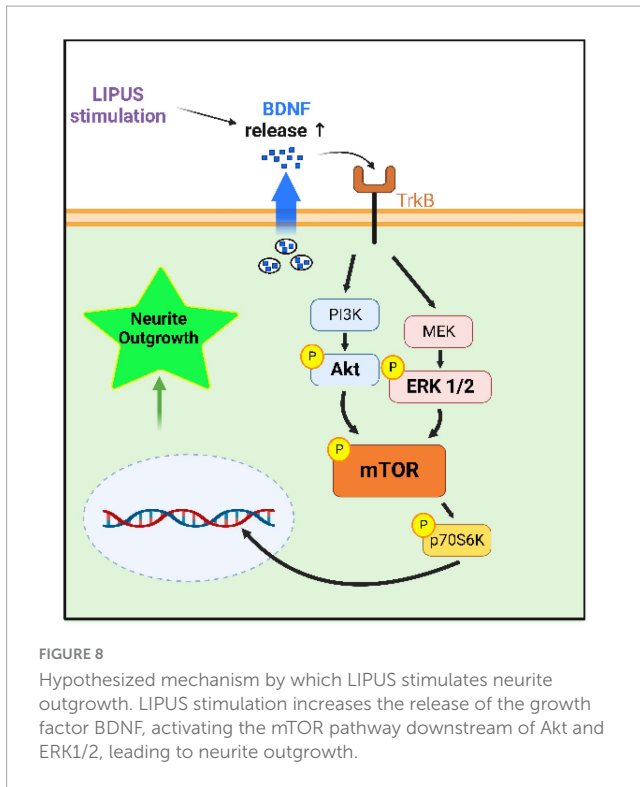 LIPUS
stimulation
BDNF
release ↑
TrkB
Neurite
Outgrowth
PI3K
MEK
P
Akt
P
ERK 1/2
P
mTOR
P
p70S6K
FIGURE 8
Hypothesized mechanism by which LIPUS stimulates neurite
outgrowth. LIPUS stimulation increases the release of the growth
factor BDNF, activating the mTOR pathway downstream of Akt and
ERK1/2, leading to neurite outgrowth.